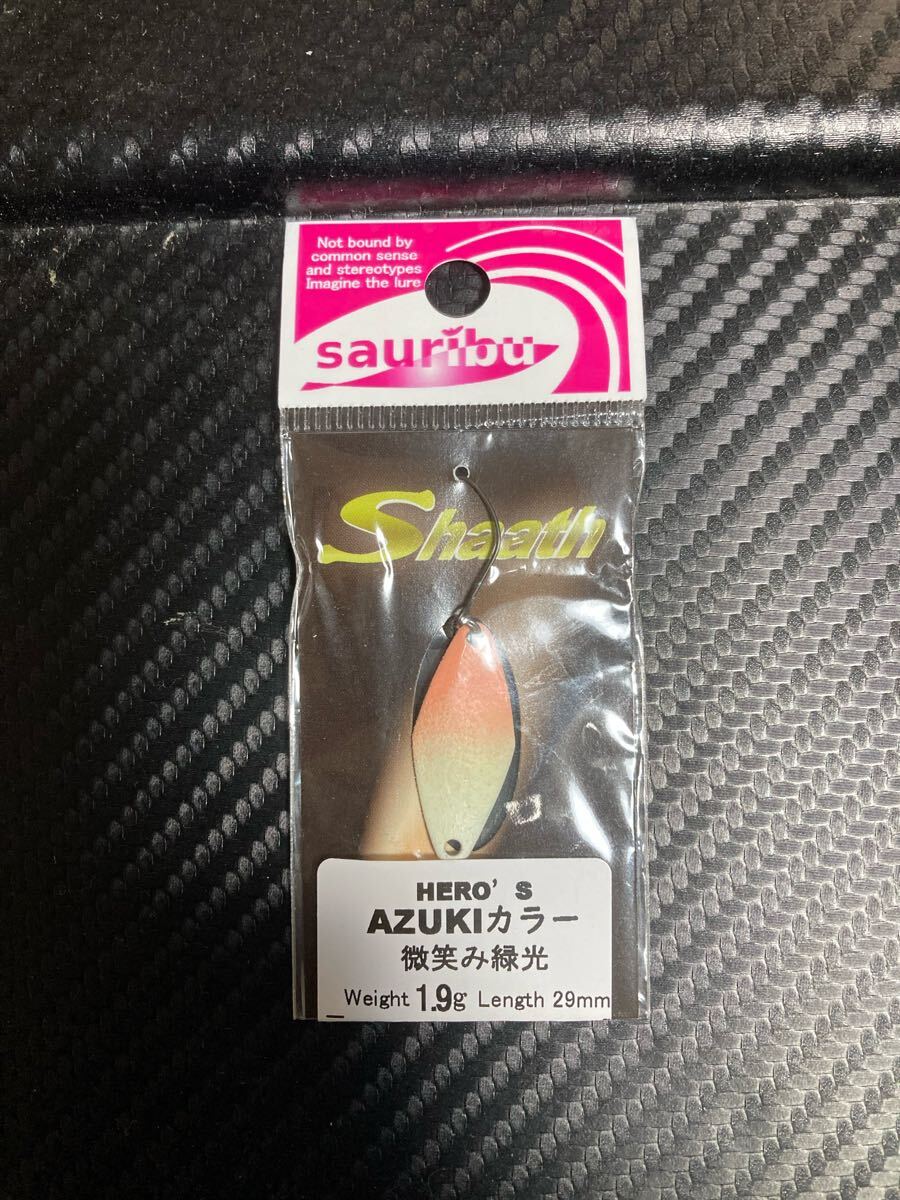 Not bound by
common sense
and stereotypes
Imagine the lure
sauribu
Shaath
HERO'S
AZUKIカラー
微笑み緑光
Weight 1.9g Length 29mm